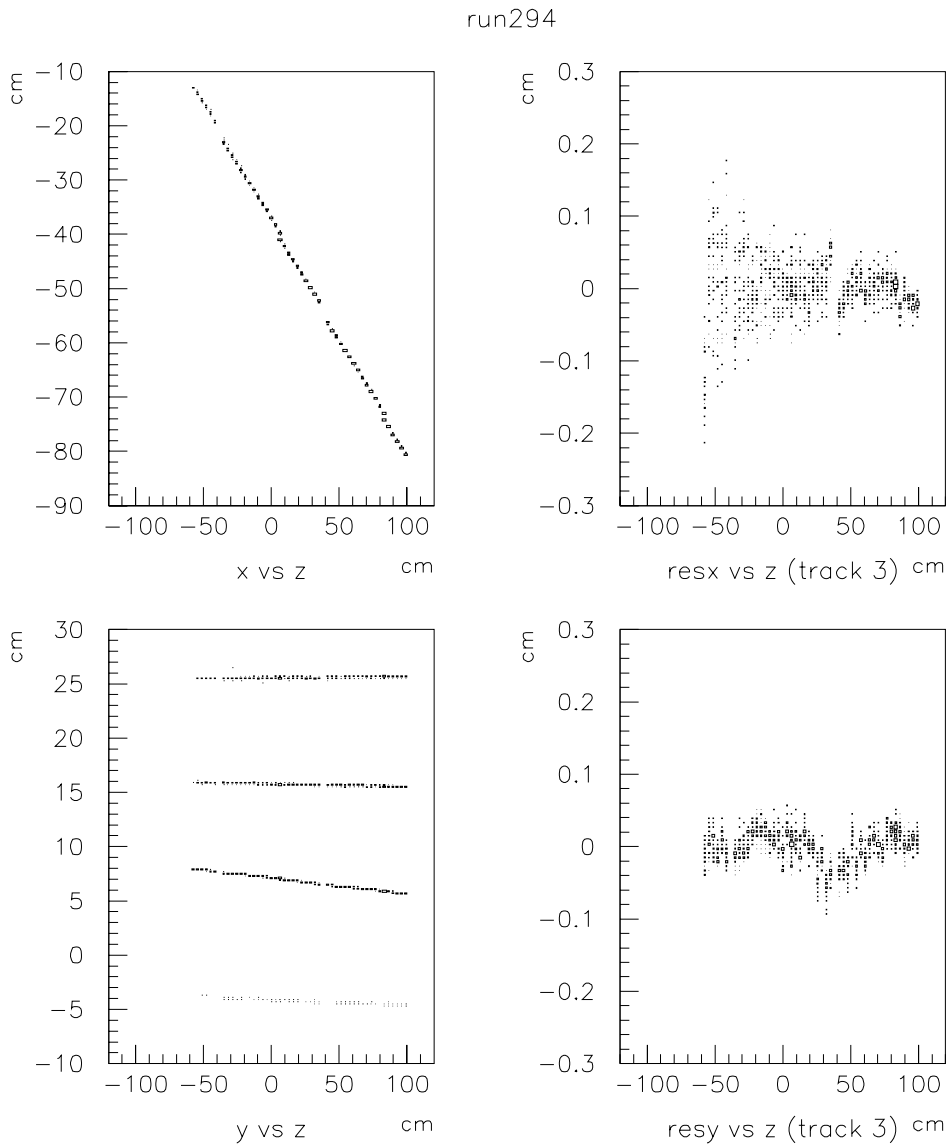 run294
cm
-10
-20
-30
-40
-50
-60
-70
-80
-90
-100 -50 0 50 100
x vs z cm
cm
0.3
0.2
0.1
0
-0.1
-0.2
-0.3
-100 -50 0 50 100
resx vs z (track 3) cm
cm
30
25
20
15
10
5
0
-5
-10
-100 -50 0 50 100
y vs z cm
cm
0.3
0.2
0.1
0
-0.1
-0.2
-0.3
-100 -50 0 50 100
resy vs z (track 3) cm